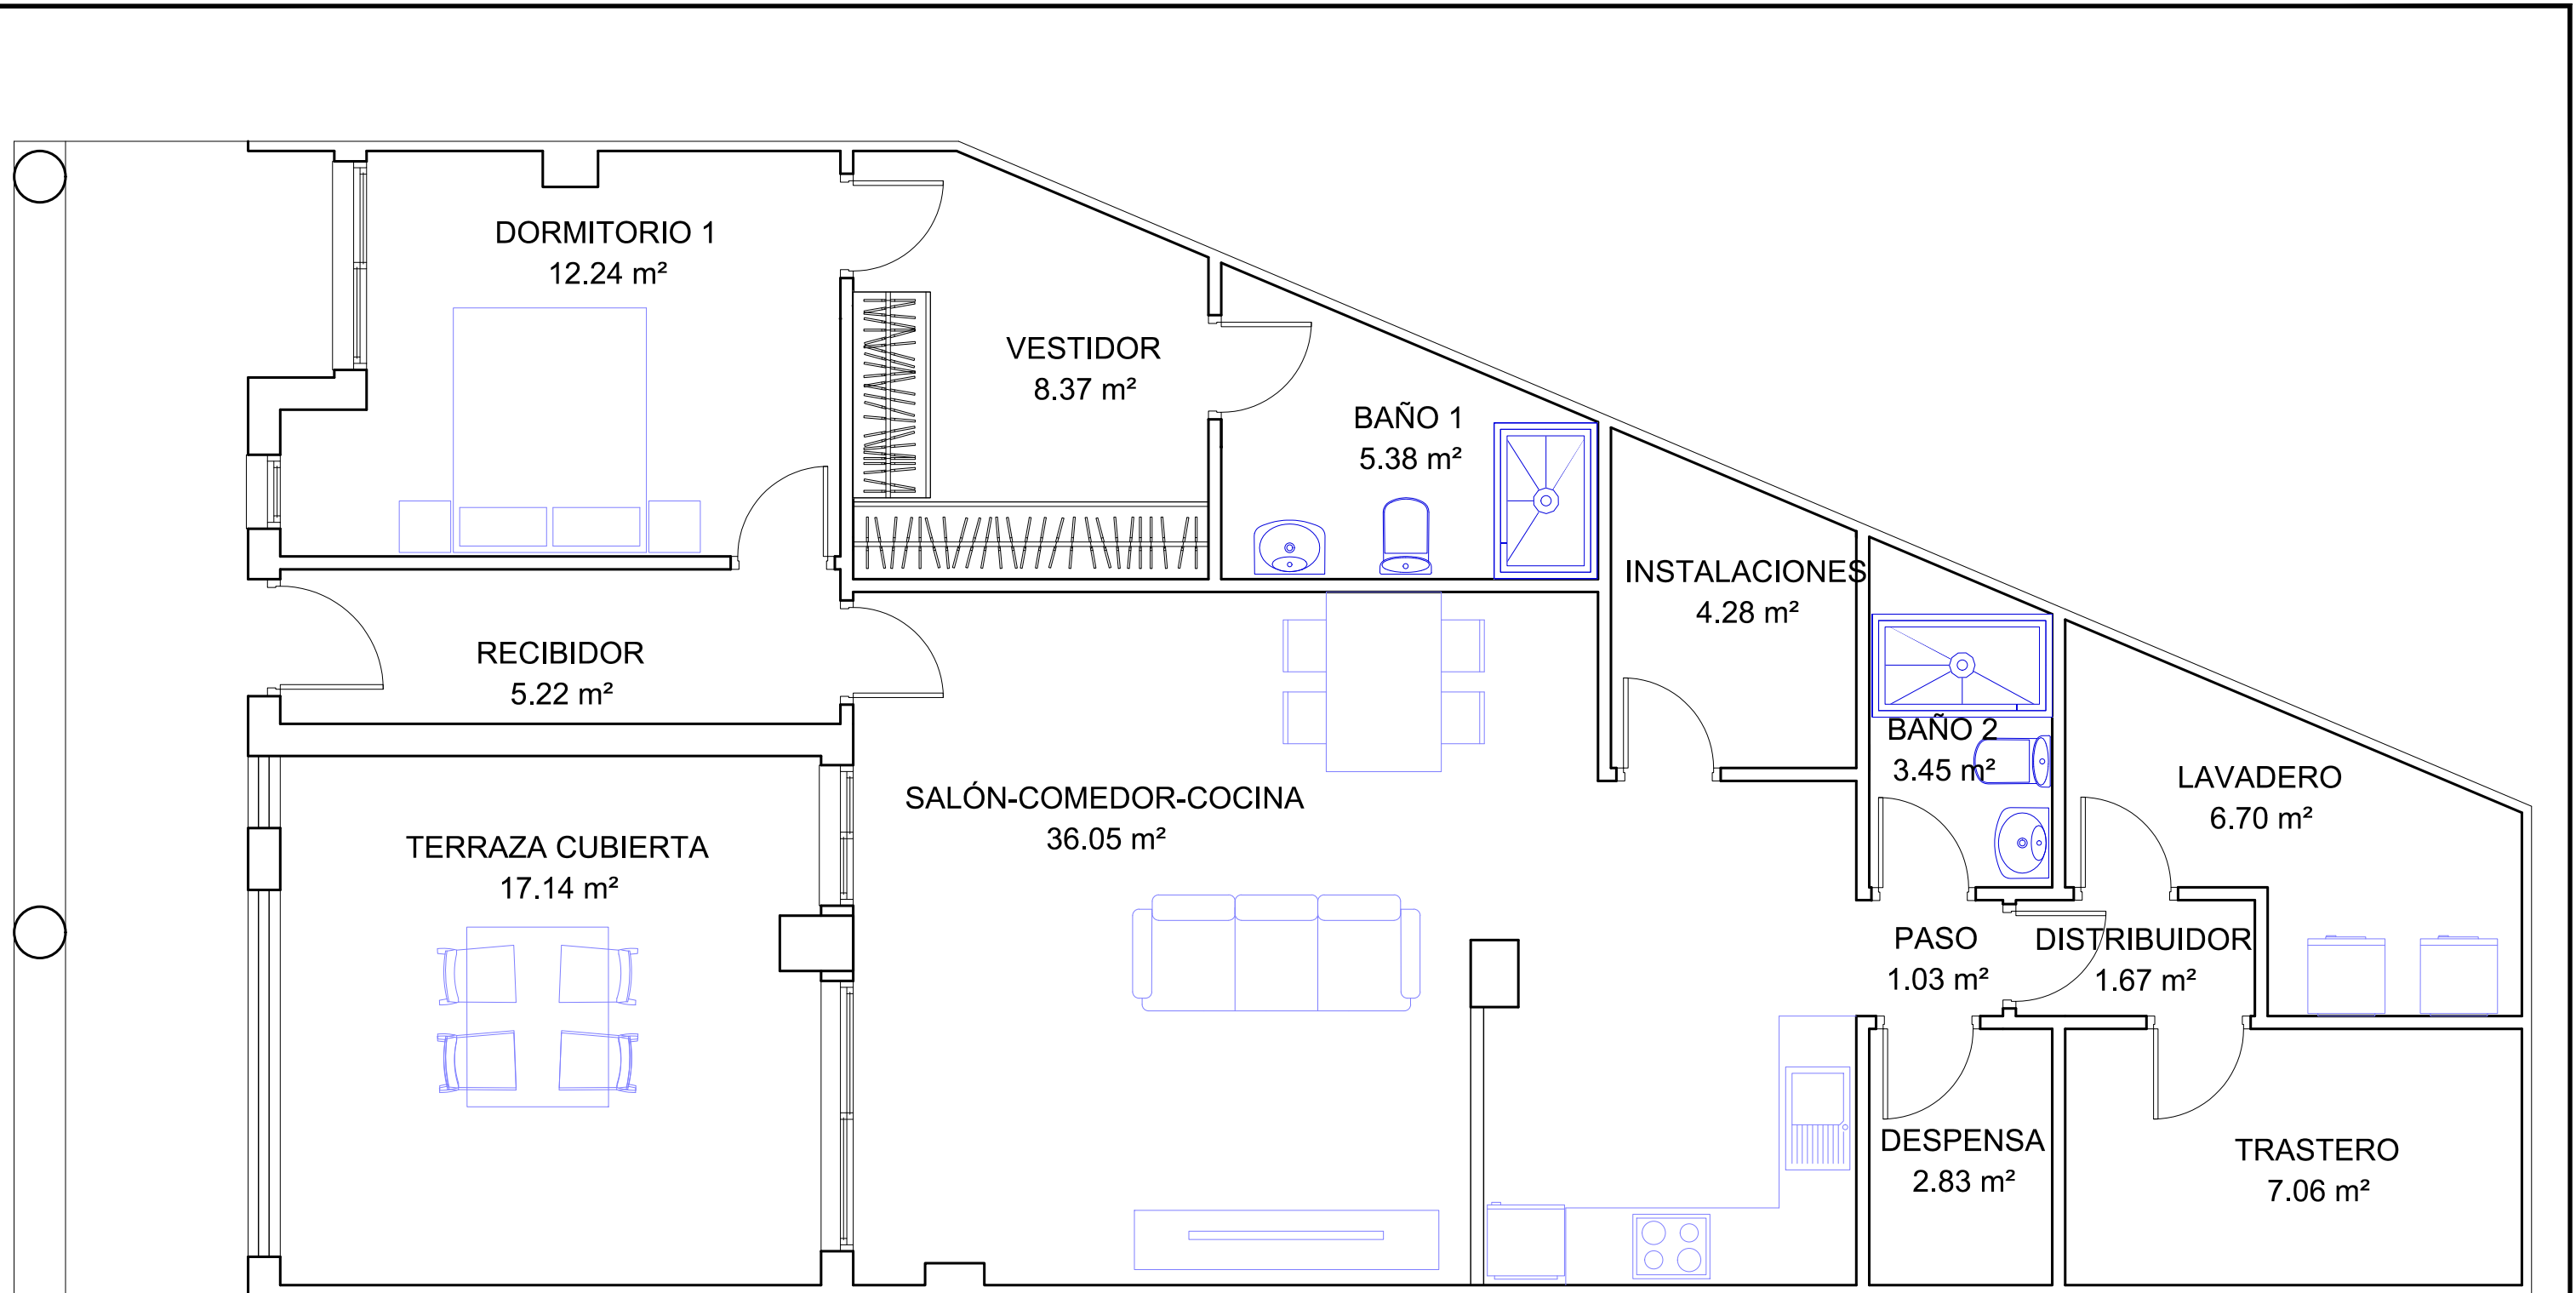 DORMITORIO 1
12.24 m²
VESTIDOR
8.37 m²
BAÑO 1
5.38 m²
INSTALACIONES
4.28 m²
RECIBIDOR
5.22 m²
BAÑO 2
3.45 m²
LAVADERO
6.70 m²
SALÓN-COMEDOR-COCINA
36.05 m²
TERRAZA CUBIERTA
17.14 m²
PASO
1.03 m²
DISTRIBUIDOR
1.67 m²
DESPENSA
2.83 m²
TRASTERO
7.06 m²